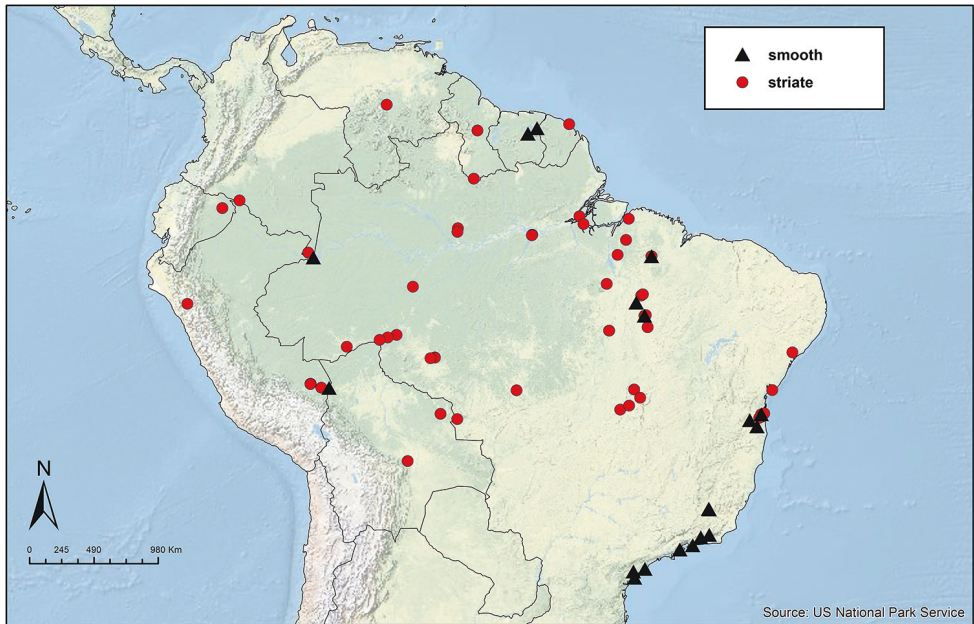 smooth
striate
N
0 245 490 980 Km
Source: US National Park Service